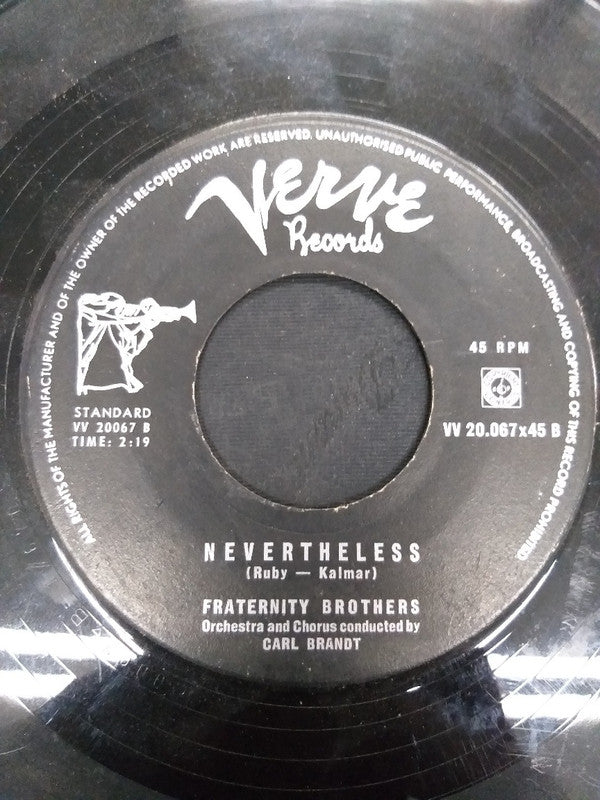 ALL RIGHTS OF THE MANUFACTURER AND OF THE OWNER OF THE RECORDED WORK ARE RESERVED. UNAUTHORISED PUBLIC PERFORMANCE, BROADCASTING AND COPYING OF THIS RECORD PROHIBITED
Verve
Records
45 RPM
STANDARD
VV 20067 B
TIME: 2:19
VV 20.067x45 B
NEVERTHELESS
(Ruby — Kalmar)
FRATERNITY BROTHERS
Orchestra and Chorus conducted by
CARL BRANDT